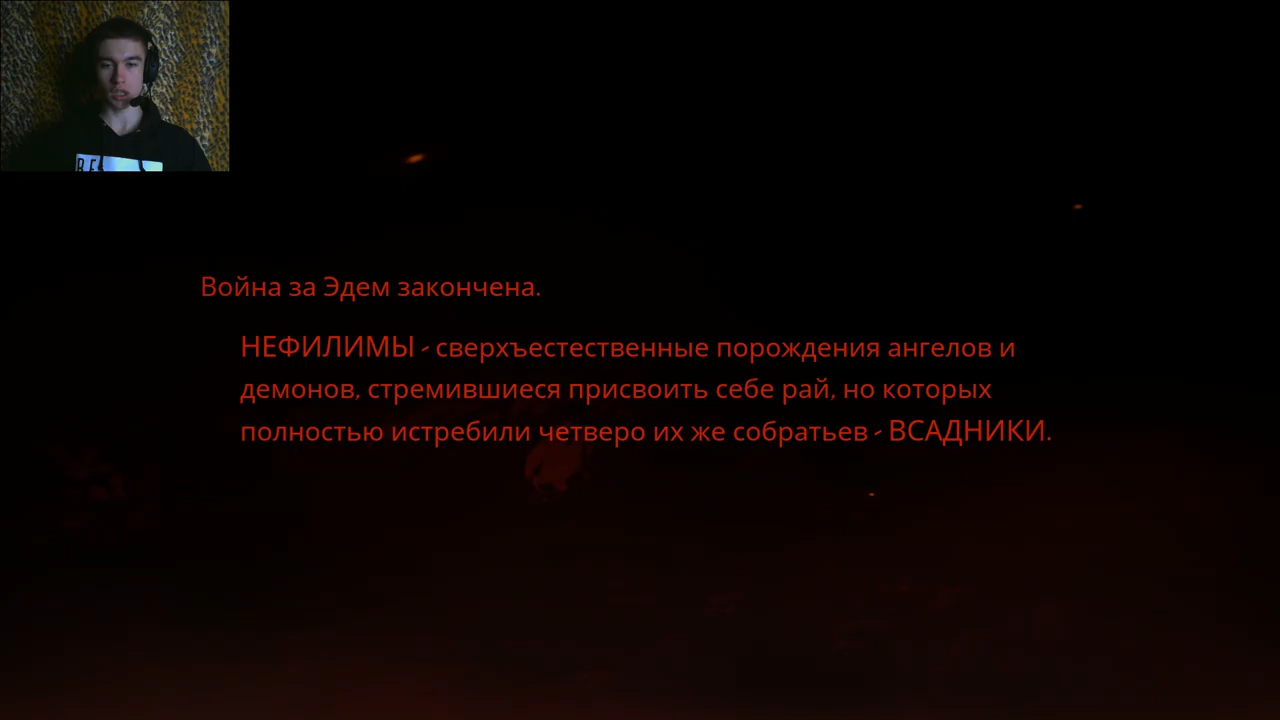 Война за Эдем закончена.
НЕФИЛИМЫ - сверхъестественные порождения ангелов и
демонов, стремившиеся присвоить себе рай, но которых
полностью истребили четверо их же собратьев - ВСАДНИКИ.